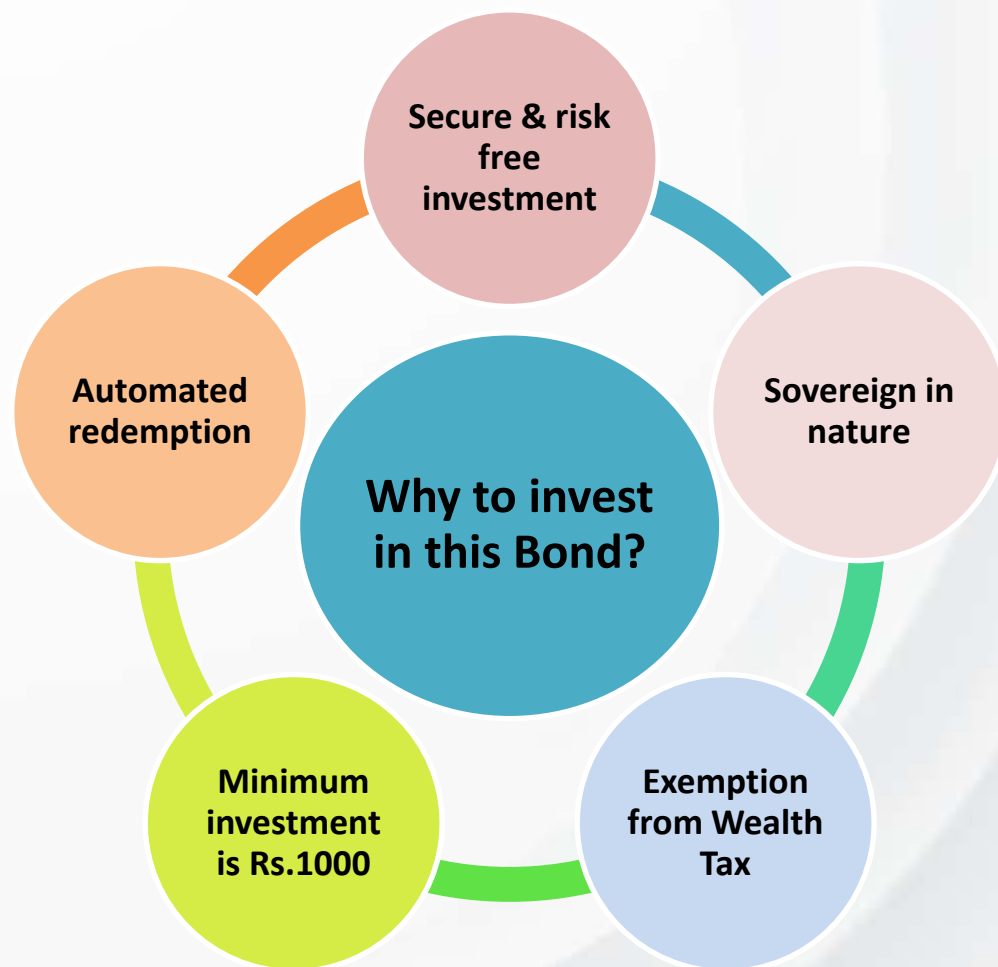 Secure & risk
free
investment
Sovereign in
nature
Exemption
from Wealth
Tax
Minimum
investment
is Rs.1000
Automated
redemption
Why to invest
in this Bond?